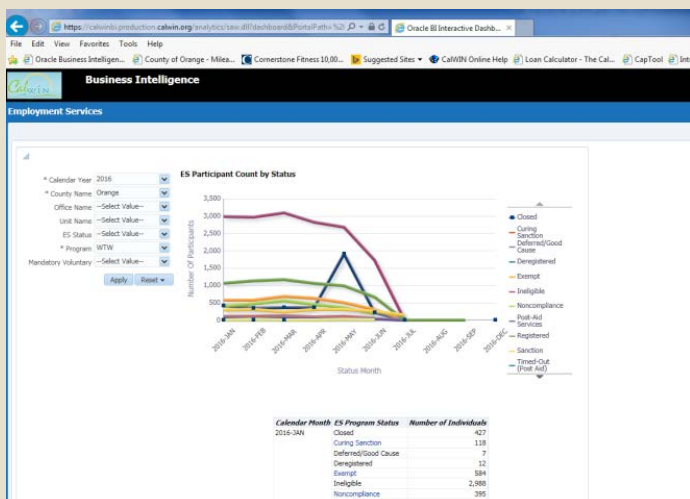 https://calwinbi.production.calwin.org/analytics/saw.dll?dashboard&PortalPath=%2
Oracle BI Interactive Dashb...
File Edit View Favorites Tools Help
Oracle Business Intelligen... County of Orange - Milea... Cornerstone Fitness 10,00... Suggested Sites CalWIN Online Help Loan Calculator - The Cal... CapTool Int
CalWIN
Business Intelligence
Employment Services
ES Participant Count by Status
* Calendar Year 2016
* County Name Orange
Office Name --Select Value--
Unit Name --Select Value--
ES Status --Select Value--
* Program WTW
Mandatory Voluntary --Select Value--
Apply Reset
Number Of Participants
3,500
3,000
2,500
2,000
1,500
1,000
500
0
2016-JAN 2016-FEB 2016-MAR 2016-APR 2016-MAY 2016-JUN 2016-JUL 2016-AUG 2016-SEP 2016-DEC
Status Month
Closed
Curing
Sanction
Deferred/Good
Cause
Deregistered
Exempt
Ineligible
Noncompliance
Post-Aid
Services
Registered
Sanction
Timed-Out
(Post Aid)
Calendar Month ES Program Status Number of Individuals
2016-JAN Closed 427
Curing Sanction 118
Deferred/Good Cause 7
Deregistered 12
Exempt 584
Ineligible 2,988
Noncompliance 395